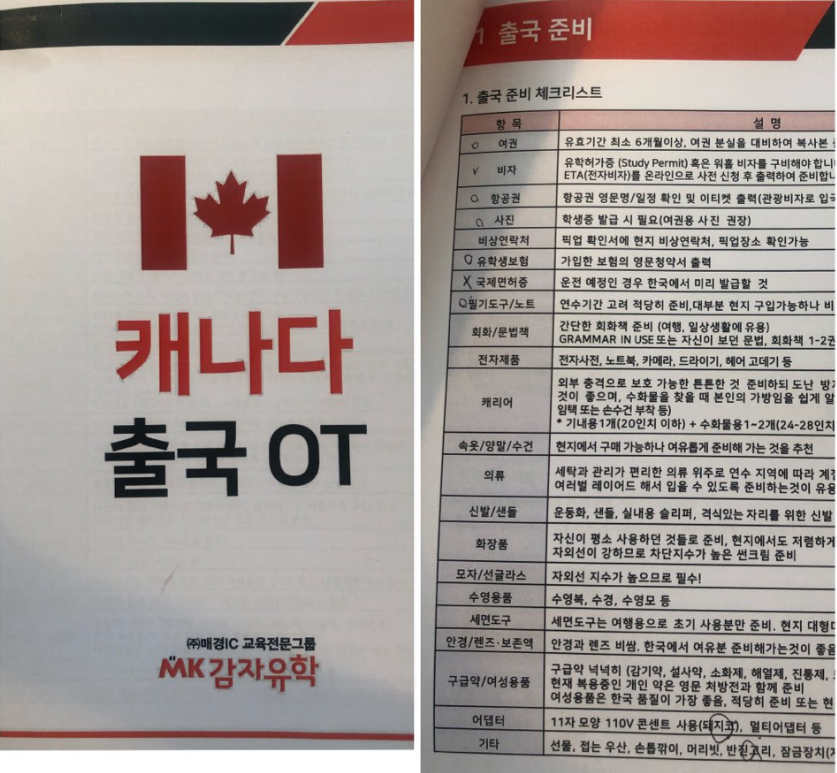 캐나다
출국 OT
㈜매경IC 교육전문그룹
MK감자유학
1 출국 준비
1. 출국 준비 체크리스트
항 목 설 명
여권 유효기간 최소 6개월이상, 여권 분실을 대비하여 복사본
비자 유학허가증 (Study Permit) 혹은 워홀 비자를 구비해야 합니
ETA(전자비자)를 온라인으로 사전 신청 후 출력하여 준비합니
항공권 항공권 영문명/일정 확인 및 이티켓 출력(관광비자로 입국
사진 학생증 발급 시 필요(여권용 사진 권장)
비상연락처 픽업 확인서에 현지 비상연락처, 픽업장소 확인가능
유학생보험 가입한 보험의 영문청약서 출력
국제면허증 운전 예정인 경우 한국에서 미리 발급할 것
필기도구/노트 연수기간 고려 적당히 준비,대부분 현지 구입가능하나 비
회화/문법책 간단한 회화책 준비 (여행, 일상생활에 유용)
GRAMMAR IN USE 또는 자신이 보던 문법, 회화책 1-2권
전자제품 전자사전, 노트북, 카메라, 드라이기, 헤어 고데기 등
캐리어 외부 충격으로 보호 가능한 튼튼한 것 준비하되 도난 방
것이 좋으며, 수화물을 찾을 때 본인의 가방임을 쉽게 알
임택 또는 손수건 부착 등)
* 기내용1개(20인치 이하) + 수화물용1~2개(24-28인치
속옷/양말/수건 현지에서 구매 가능하나 여유롭게 준비해 가는 것을 추천
의류 세탁과 관리가 편리한 의류 위주로 연수 지역에 따라 계절
여러벌 레이어드 해서 입을 수 있도록 준비하는것이 유용
신발/샌들 운동화, 샌들, 실내용 슬리퍼, 격식있는 자리를 위한 신발
화장품 자신이 평소 사용하던 것들로 준비, 현지에서도 저렴하게
자외선이 강하므로 차단지수가 높은 썬크림 준비
모자/선글라스 자외선 지수가 높으므로 필수!
수영용품 수영복, 수경, 수영모 등
세면도구 세면도구는 여행용으로 초기 사용분만 준비. 현지 대형
안경/렌즈·보존액 안경과 렌즈 비쌈. 한국에서 여유분 준비해가는것이 좋음
구급약/여성용품 구급약 넉넉히 (감기약, 설사약, 소화제, 해열제, 진통제,
현재 복용중인 개인 약은 영문 처방전과 함께 준비
여성용품은 한국 품질이 가장 좋음, 적당히 준비 또는 현
어댑터 11자 모양 110V 콘센트 사용(돼지코), 멀티어댑터 등
기타 선물, 접는 우산, 손톱깎이, 머리빗, 반짇고리, 잠금장치(